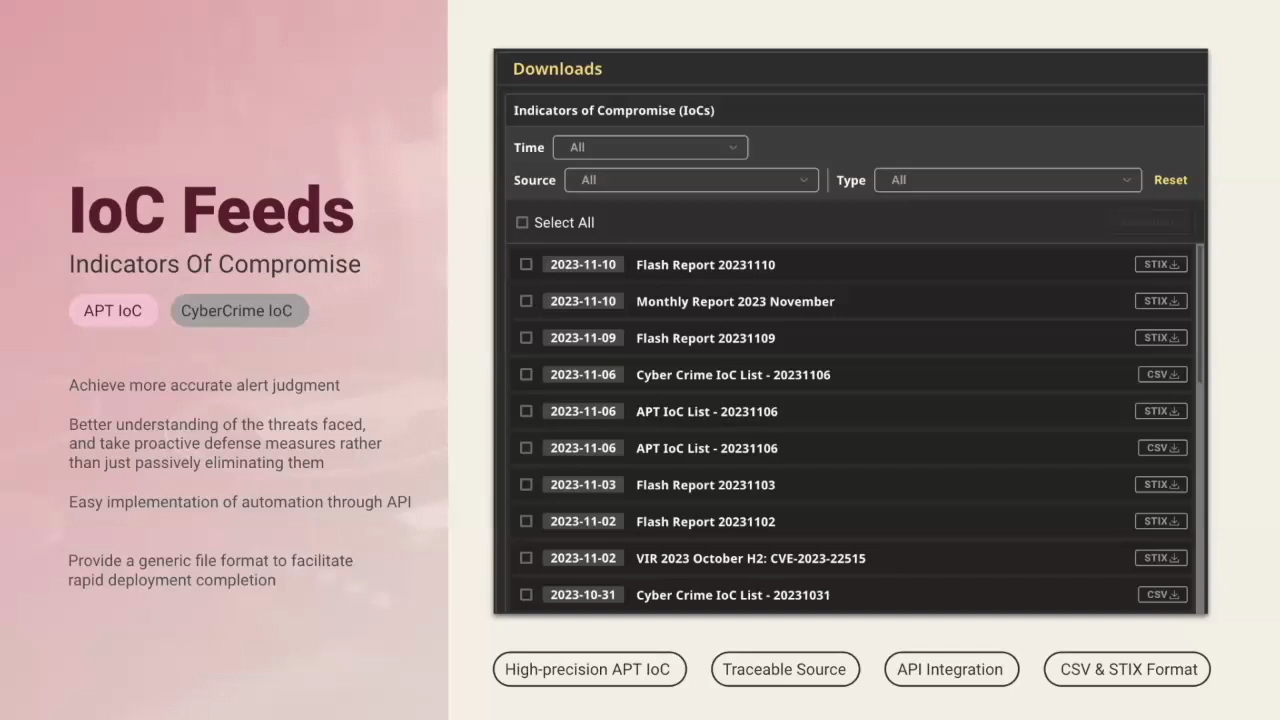 IoC Feeds
Indicators Of Compromise
APT IoC
CyberCrime IoC
Achieve more accurate alert judgment
Better understanding of the threats faced,
and take proactive defense measures rather
than just passively eliminating them
Easy implementation of automation through API
Provide a generic file format to facilitate
rapid deployment completion
Downloads
Indicators of Compromise (IoCs)
Time All
Source All Type All Reset
Select All
2023-11-10 Flash Report 20231110 STIX
2023-11-10 Monthly Report 2023 November STIX
2023-11-09 Flash Report 20231109 STIX
2023-11-06 Cyber Crime IoC List - 20231106 CSV
2023-11-06 APT IoC List - 20231106 STIX
2023-11-06 APT IoC List - 20231106 CSV
2023-11-03 Flash Report 20231103 STIX
2023-11-02 Flash Report 20231102 STIX
2023-11-02 VIR 2023 October H2: CVE-2023-22515 STIX
2023-10-31 Cyber Crime IoC List - 20231031 CSV
High-precision APT IoC
Traceable Source
API Integration
CSV & STIX Format